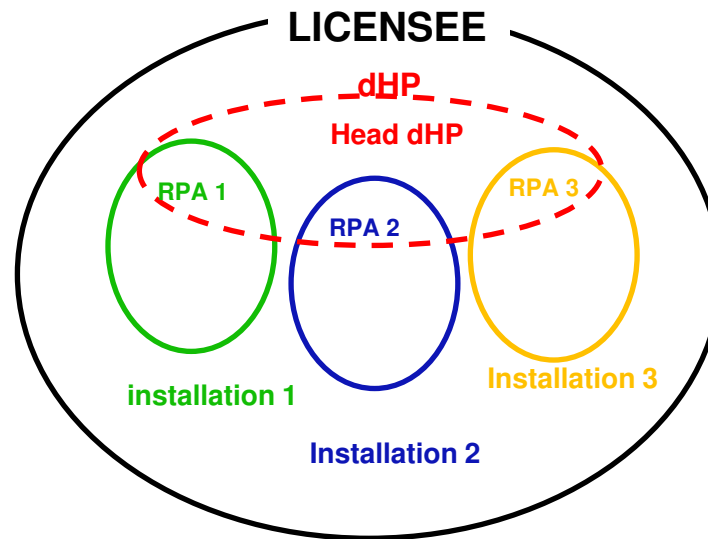 LICENSEE
dHP
Head dHP
RPA 1
RPA 3
RPA 2
Installation 3
installation 1
Installation 2